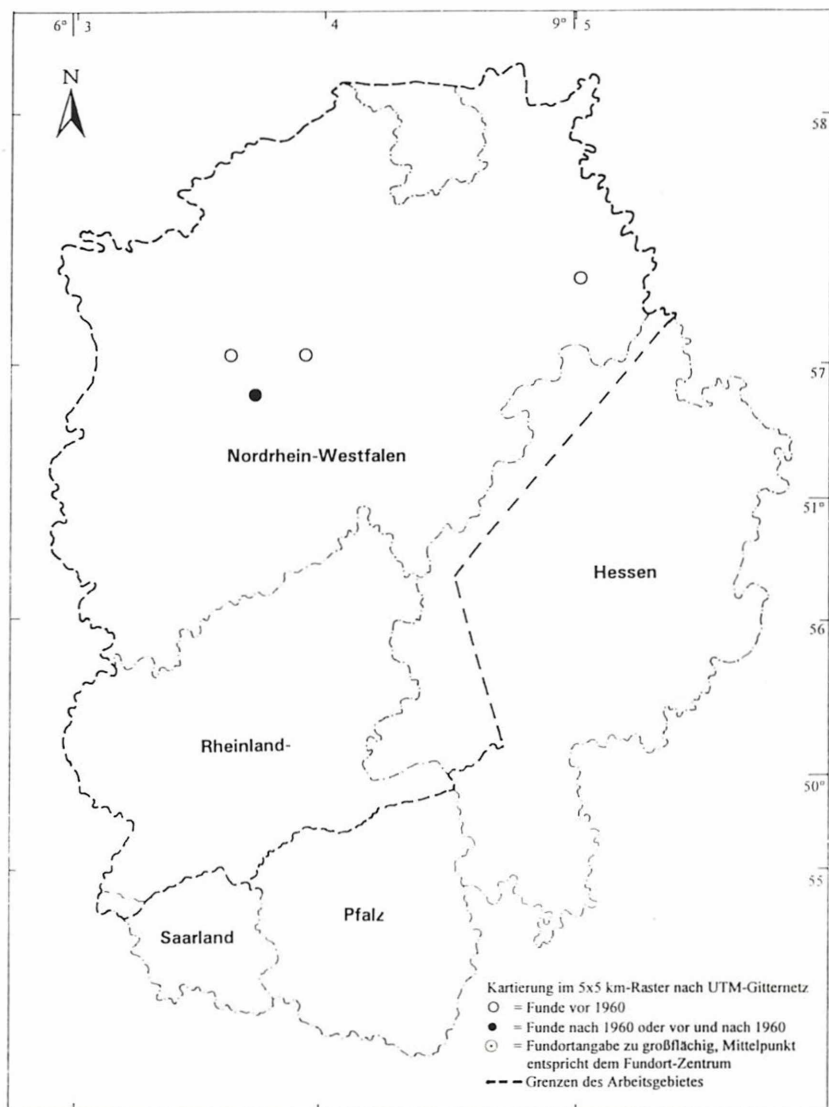 6° 3 4 9° 5
N
58
57
Nordrhein-Westfalen
51°
Hessen
56
Rheinland-
50°
55
Pfalz
Saarland
Kartierung im 5x5 km-Raster nach UTM-Gitternetz
○ = Funde vor 1960
● = Funde nach 1960 oder vor und nach 1960
⊙ = Fundortangabe zu großflächig, Mittelpunkt
entspricht dem Fundort-Zentrum
Grenzen des Arbeitsgebietes